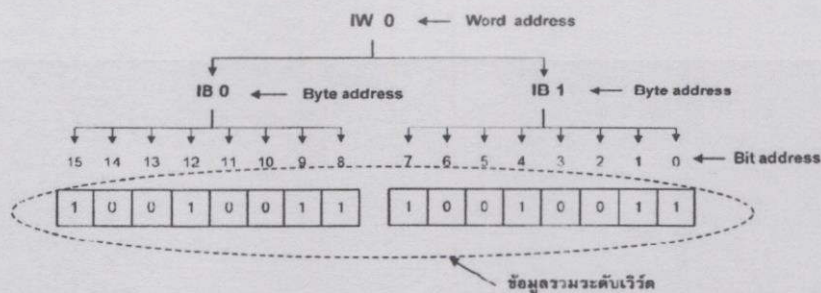 IW 0 Word address
IB 0 Byte address IB 1 Byte address
15 14 13 12 11 10 9 8 7 6 5 4 3 2 1 0 Bit address
1 0 0 1 0 0 1 1 1 0 0 1 0 0 1 1
ข้อมูลรวมระดับเวิร์ด